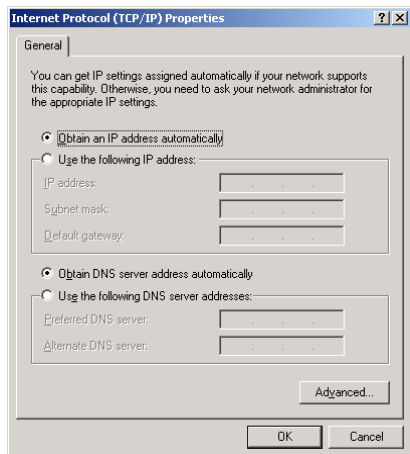 Internet Protocol (TCP/IP) Properties
General
You can get IP settings assigned automatically if your network supports
this capability. Otherwise, you need to ask your network administrator for
the appropriate IP settings.
Obtain an IP address automatically
Use the following IP address:
IP address:
Subnet mask:
Default gateway:
Obtain DNS server address automatically
Use the following DNS server addresses:
Preferred DNS server:
Alternate DNS server:
Advanced...
OK Cancel